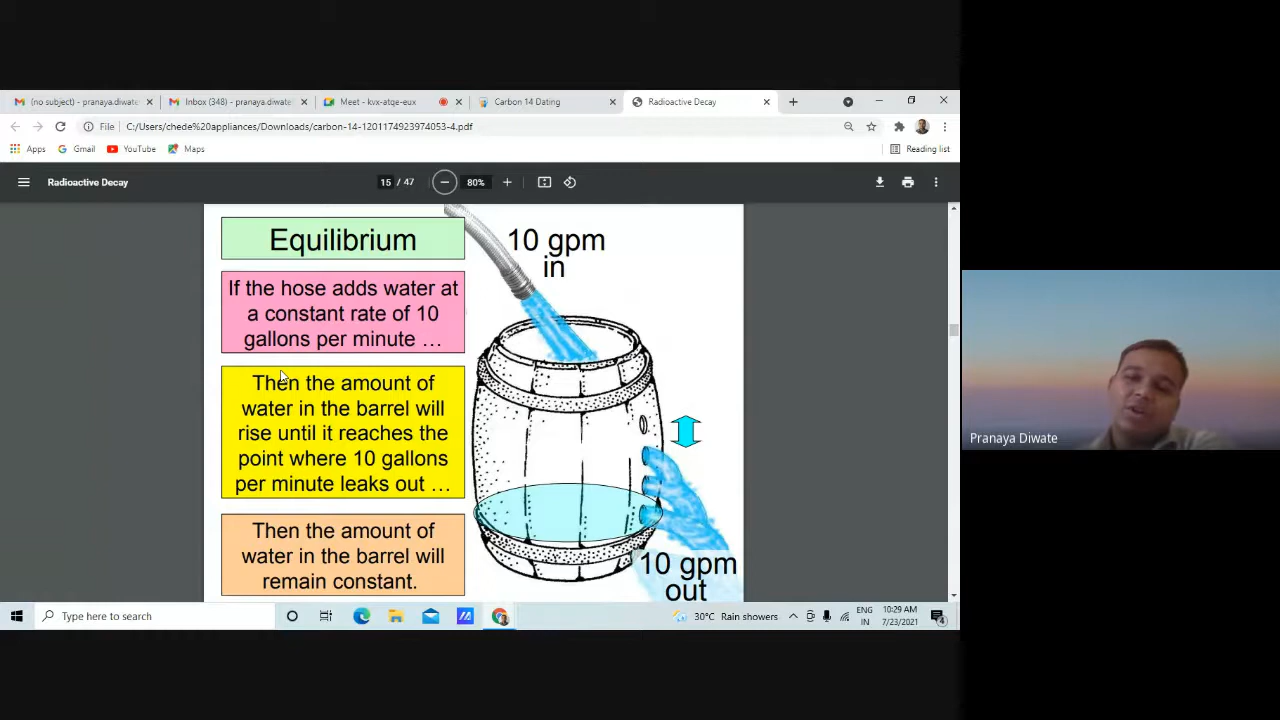 (no subject) - pranaya.diwate
Inbox (348) - pranaya.diwate
Meet - kvx-atqe-eux
Carbon 14 Dating
Radioactive Decay
File
C:/Users/chede%20appliances/Downloads/carbon-14-1201174923974053-4.pdf
Apps
Gmail
YouTube
Maps
Reading list
Radioactive Decay
15 / 47
80%
Equilibrium
10 gpm
in
If the hose adds water at
a constant rate of 10
gallons per minute …
Then the amount of
water in the barrel will
rise until it reaches the
point where 10 gallons
per minute leaks out …
Then the amount of
water in the barrel will
remain constant.
10 gpm
out
Pranaya Diwate
Type here to search
30°C Rain showers
ENG
IN
10:29 AM
7/23/2021
4